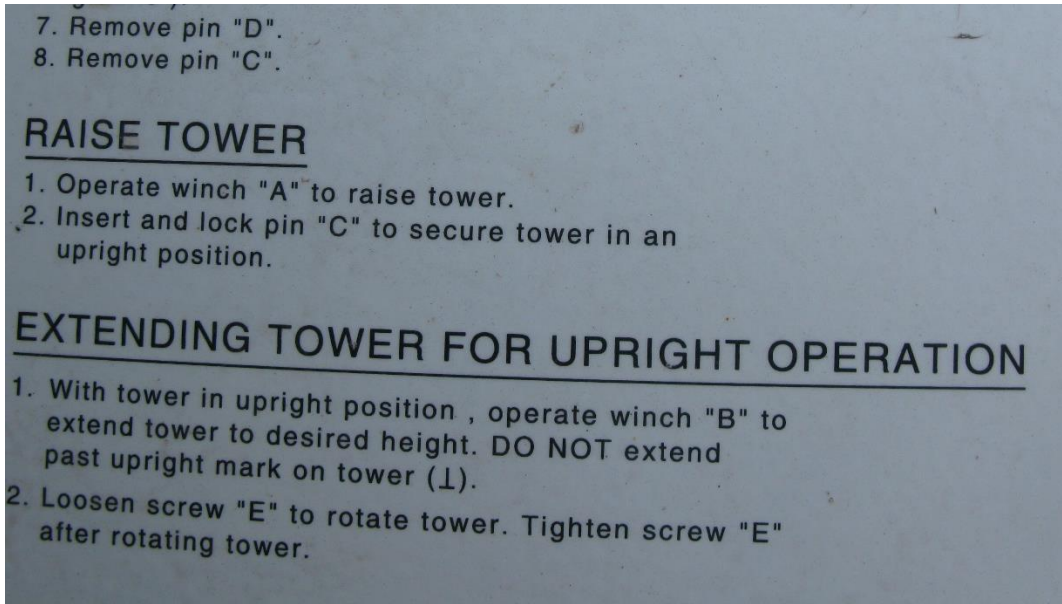 7. Remove pin "D".
8. Remove pin "C".
RAISE TOWER
1. Operate winch "A" to raise tower.
2. Insert and lock pin "C" to secure tower in an
upright position.
EXTENDING TOWER FOR UPRIGHT OPERATION
1. With tower in upright position , operate winch "B" to
extend tower to desired height. DO NOT extend
past upright mark on tower (⊥).
2. Loosen screw "E" to rotate tower. Tighten screw "E"
after rotating tower.